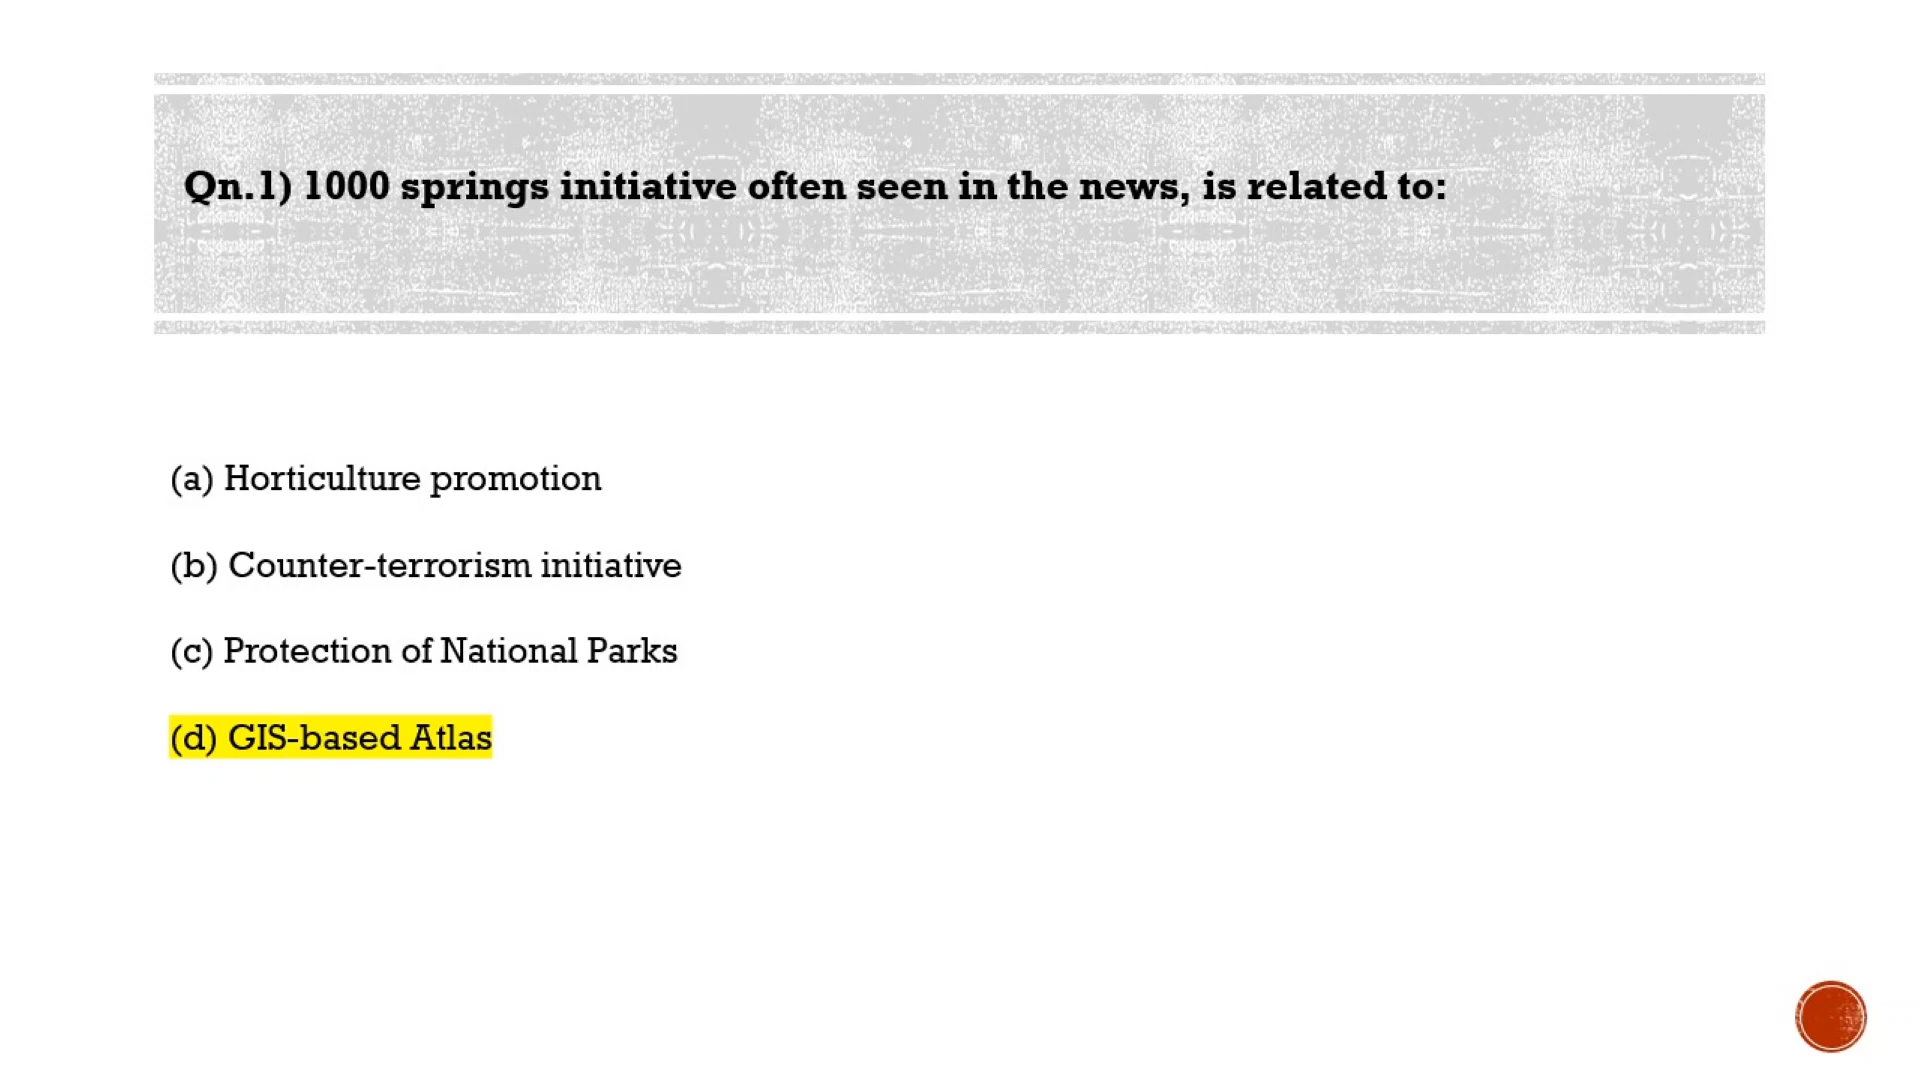 Qn.1) 1000 springs initiative often seen in the news, is related to:
(a) Horticulture promotion
(b) Counter-terrorism initiative
(c) Protection of National Parks
(d) GIS-based Atlas